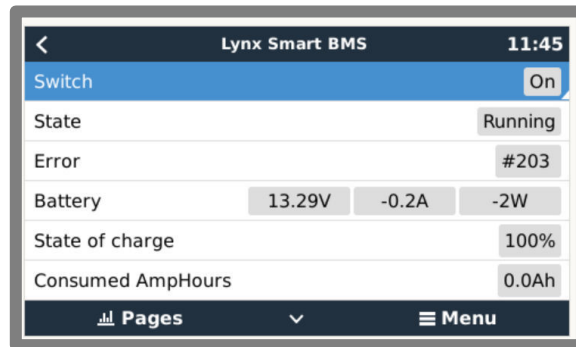 Lynx Smart BMS 11:45
Switch On
State Running
Error #203
Battery 13.29V -0.2A -2W
State of charge 100%
Consumed AmpHours 0.0Ah
Pages Menu